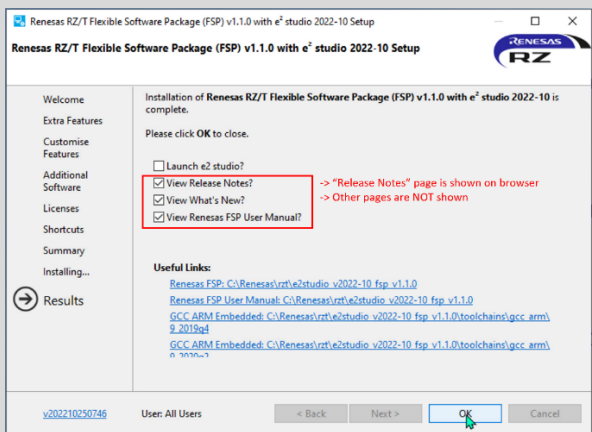 Renesas RZ/T Flexible Software Package (FSP) v1.1.0 with e² studio 2022-10 Setup
Renesas RZ/T Flexible Software Package (FSP) v1.1.0 with e² studio 2022-10 Setup
RENESAS
RZ
Welcome
Extra Features
Customise
Features
Additional
Software
Licenses
Shortcuts
Summary
Installing...
Results
Installation of Renesas RZ/T Flexible Software Package (FSP) v1.1.0 with e² studio 2022-10 is
complete.
Please click OK to close.
Launch e2 studio?
View Release Notes?
View What's New?
View Renesas FSP User Manual?
-> “Release Notes” page is shown on browser
-> Other pages are NOT shown
Useful Links:
Renesas FSP: C:\Renesas\rzt\e2studio_v2022-10_fsp_v1.1.0
Renesas FSP User Manual: C:\Renesas\rzt\e2studio_v2022-10_fsp_v1.1.0
GCC ARM Embedded: C:\Renesas\rzt\e2studio_v2022-10_fsp_v1.1.0\toolchains\gcc_arm\
9_2019q4
GCC ARM Embedded: C:\Renesas\rzt\e2studio_v2022-10_fsp_v1.1.0\toolchains\gcc_arm\
v202210250746
User: All Users
< Back
Next >
OK
Cancel